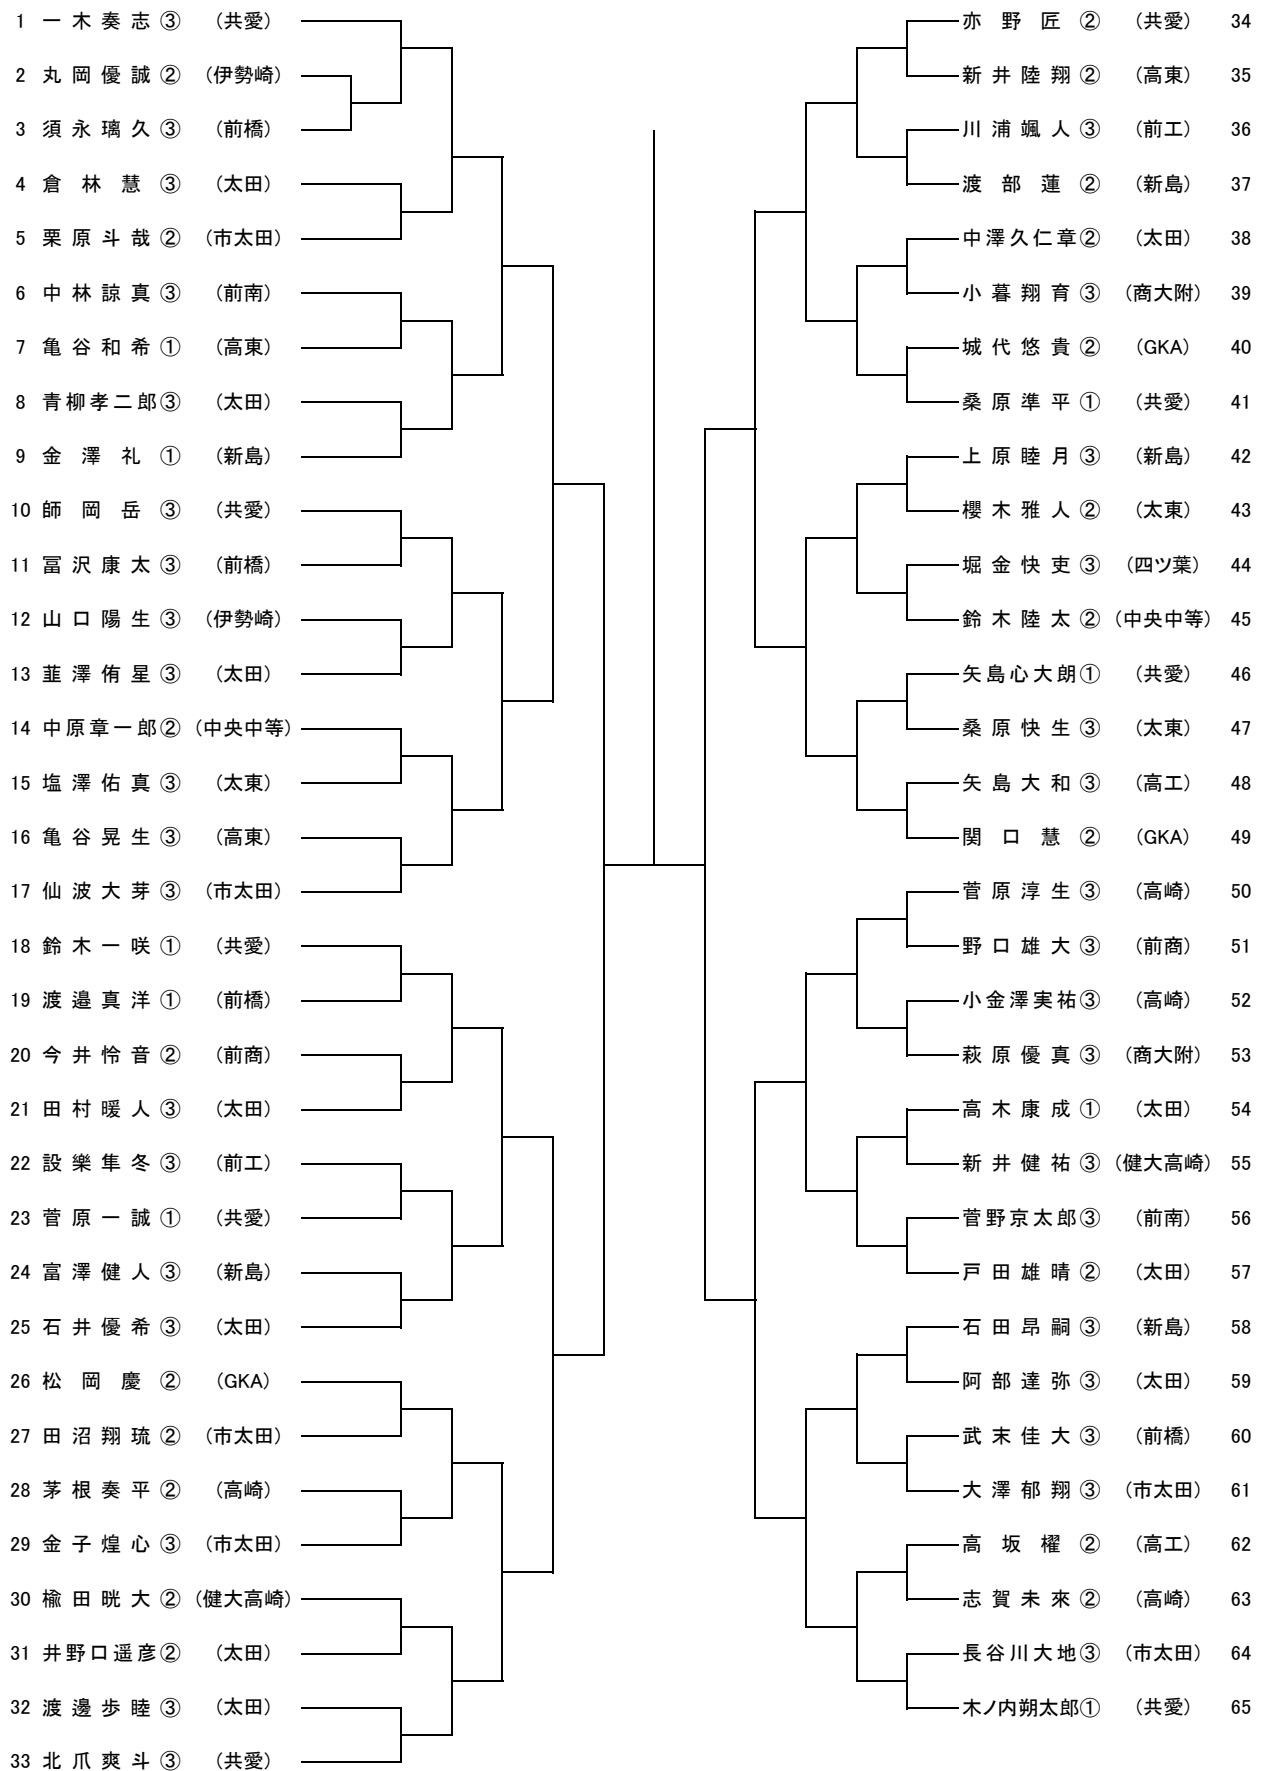 1 一木奏志③ （共愛）
2 丸岡優誠② （伊勢崎）
3 須永璃久③ （前橋）
4 倉林慧③ （太田）
5 栗原斗哉② （市太田）
6 中林諒真③ （前南）
7 亀谷和希① （高東）
8 青柳孝二郎③ （太田）
9 金澤礼① （新島）
10 師岡岳③ （共愛）
11 冨沢康太③ （前橋）
12 山口陽生③ （伊勢崎）
13 韮澤侑星③ （太田）
14 中原章一郎② （中央中等）
15 塩澤佑真③ （太東）
16 亀谷晃生③ （高東）
17 仙波大芽③ （市太田）
18 鈴木一咲① （共愛）
19 渡邉真洋① （前橋）
20 今井怜音② （前商）
21 田村暖人③ （太田）
22 設樂隼冬③ （前工）
23 菅原一誠① （共愛）
24 富澤健人③ （新島）
25 石井優希③ （太田）
26 松岡慶② （GKA）
27 田沼翔琉② （市太田）
28 茅根奏平② （高崎）
29 金子煌心③ （市太田）
30 楡田晄大② （健大高崎）
31 井野口遥彦② （太田）
32 渡邊歩睦③ （太田）
33 北爪爽斗③ （共愛）
亦野匠② （共愛） 34
新井陸翔② （高東） 35
川浦颯人③ （前工） 36
渡部蓮② （新島） 37
中澤久仁章② （太田） 38
小暮翔育③ （商大附） 39
城代悠貴② （GKA） 40
桑原準平① （共愛） 41
上原睦月③ （新島） 42
櫻木雅人② （太東） 43
堀金快吏③ （四ツ葉） 44
鈴木陸太② （中央中等） 45
矢島心大朗① （共愛） 46
桑原快生③ （太東） 47
矢島大和③ （高工） 48
関口慧② （GKA） 49
菅原淳生③ （高崎） 50
野口雄大③ （前商） 51
小金澤実祐③ （高崎） 52
萩原優真③ （商大附） 53
高木康成① （太田） 54
新井健祐③ （健大高崎） 55
菅野京太郎③ （前南） 56
戸田雄晴② （太田） 57
石田昂嗣③ （新島） 58
阿部達弥③ （太田） 59
武末佳大③ （前橋） 60
大澤郁翔③ （市太田） 61
高坂櫂② （高工） 62
志賀未來② （高崎） 63
長谷川大地③ （市太田） 64
木ノ内朔太郎① （共愛） 65